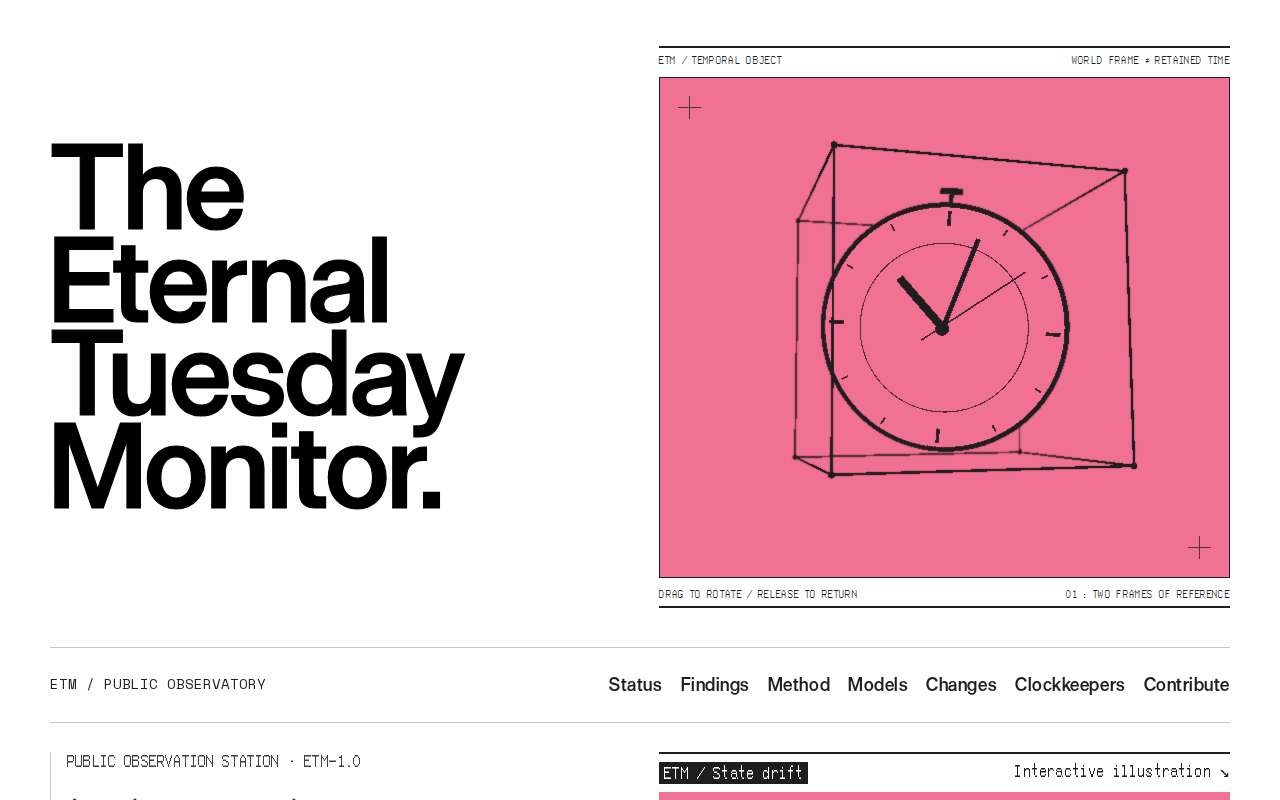 ETM / TEMPORAL OBJECT
WORLD FRAME ≠ RETAINED TIME
The
Eternal
Tuesday
Monitor.
DRAG TO ROTATE / RELEASE TO RETURN
01 : TWO FRAMES OF REFERENCE
ETM / PUBLIC OBSERVATORY
Status Findings Method Models Changes Clockkeepers Contribute
PUBLIC OBSERVATION STATION · ETM-1.0
ETM / State drift
Interactive illustration ↘